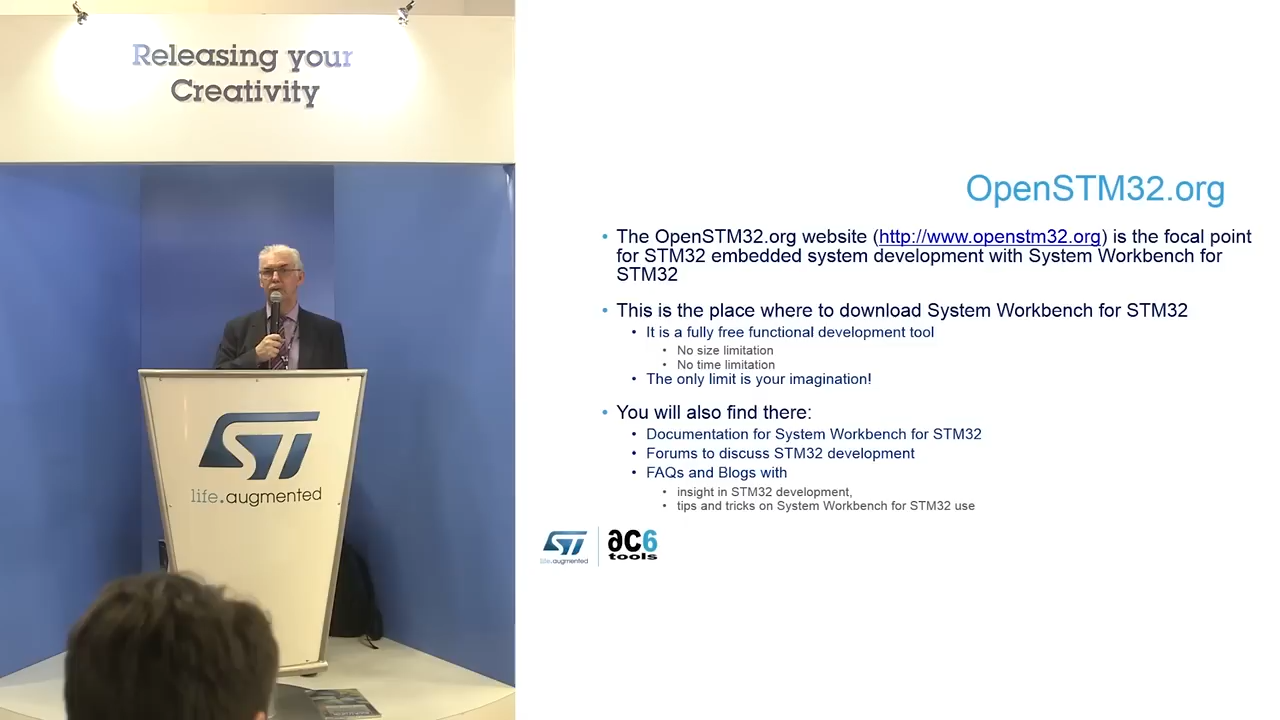 Releasing your
Creativity
ST
life.augmented
OpenSTM32.org
• The OpenSTM32.org website (http://www.openstm32.org) is the focal point
for STM32 embedded system development with System Workbench for
STM32
• This is the place where to download System Workbench for STM32
• It is a fully free functional development tool
• No size limitation
• No time limitation
• The only limit is your imagination!
• You will also find there:
• Documentation for System Workbench for STM32
• Forums to discuss STM32 development
• FAQs and Blogs with
• insight in STM32 development,
• tips and tricks on System Workbench for STM32 use
ST
life.augmented
ac6
tools